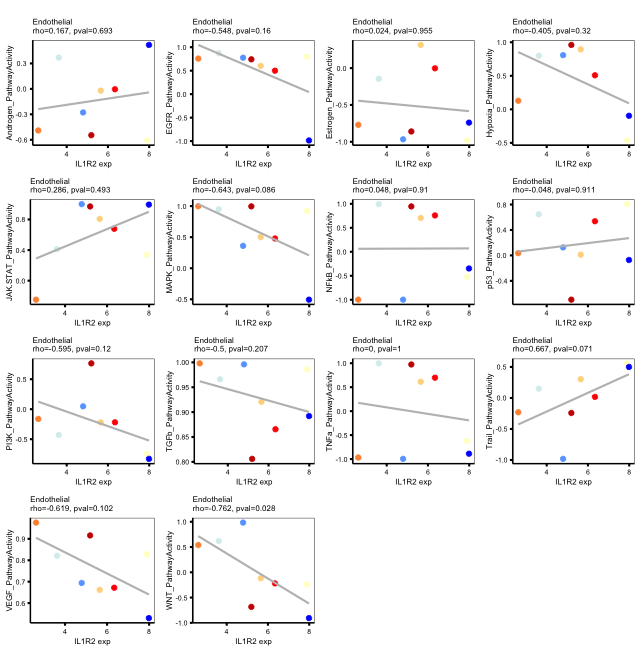 Endothelial
rho=0.167, pval=0.693
Androgen_PathwayActivity
0.3
0.0
-0.3
-0.6
4
6
8
IL1R2 exp
Endothelial
rho=-0.548, pval=0.16
EGFR_PathwayActivity
1.0
0.5
0.0
-0.5
-1.0
4
6
8
IL1R2 exp
Endothelial
rho=0.024, pval=0.955
Estrogen_PathwayActivity
0.0
-0.5
-1.0
4
6
8
IL1R2 exp
Endothelial
rho=-0.405, pval=0.32
Hypoxia_PathwayActivity
1.0
0.5
0.0
-0.5
4
6
8
IL1R2 exp
Endothelial
rho=0.286, pval=0.493
JAK.STAT_PathwayActivity
0.8
0.4
0.0
4
6
8
IL1R2 exp
Endothelial
rho=-0.643, pval=0.086
MAPK_PathwayActivity
1.0
0.5
0.0
-0.5
4
6
8
IL1R2 exp
Endothelial
rho=0.048, pval=0.91
NFkB_PathwayActivity
1.0
0.5
0.0
-0.5
-1.0
4
6
8
IL1R2 exp
Endothelial
rho=-0.048, pval=0.911
p53_PathwayActivity
0.8
0.4
0.0
-0.4
4
6
8
IL1R2 exp
Endothelial
rho=-0.595, pval=0.12
PI3K_PathwayActivity
0.5
0.0
-0.5
4
6
8
IL1R2 exp
Endothelial
rho=-0.5, pval=0.207
TGFb_PathwayActivity
1.00
0.95
0.90
0.85
0.80
4
6
8
IL1R2 exp
Endothelial
rho=0, pval=1
TNFa_PathwayActivity
1.0
0.5
0.0
-0.5
-1.0
4
6
8
IL1R2 exp
Endothelial
rho=0.667, pval=0.071
Trail_PathwayActivity
0.5
0.0
-0.5
-1.0
4
6
8
IL1R2 exp
Endothelial
rho=-0.619, pval=0.102
VEGF_PathwayActivity
0.9
0.8
0.7
0.6
4
6
8
IL1R2 exp
Endothelial
rho=-0.762, pval=0.028
WNT_PathwayActivity
1.0
0.5
0.0
-0.5
-1.0
4
6
8
IL1R2 exp